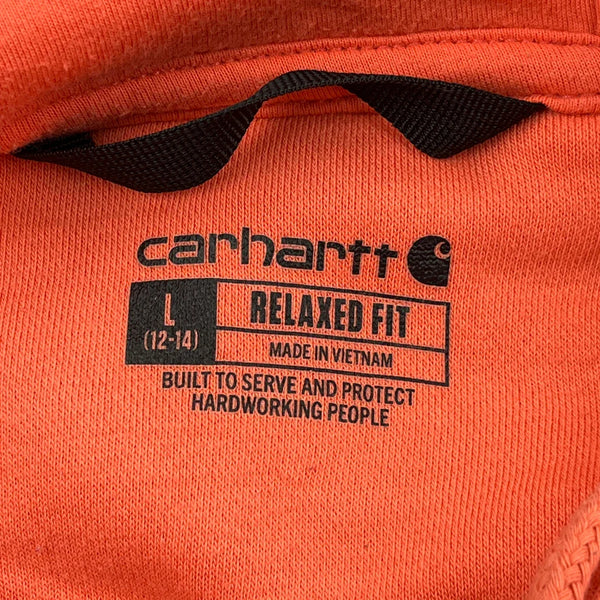 carhartt
L
(12-14)
RELAXED FIT
MADE IN VIETNAM
BUILT TO SERVE AND PROTECT
HARDWORKING PEOPLE